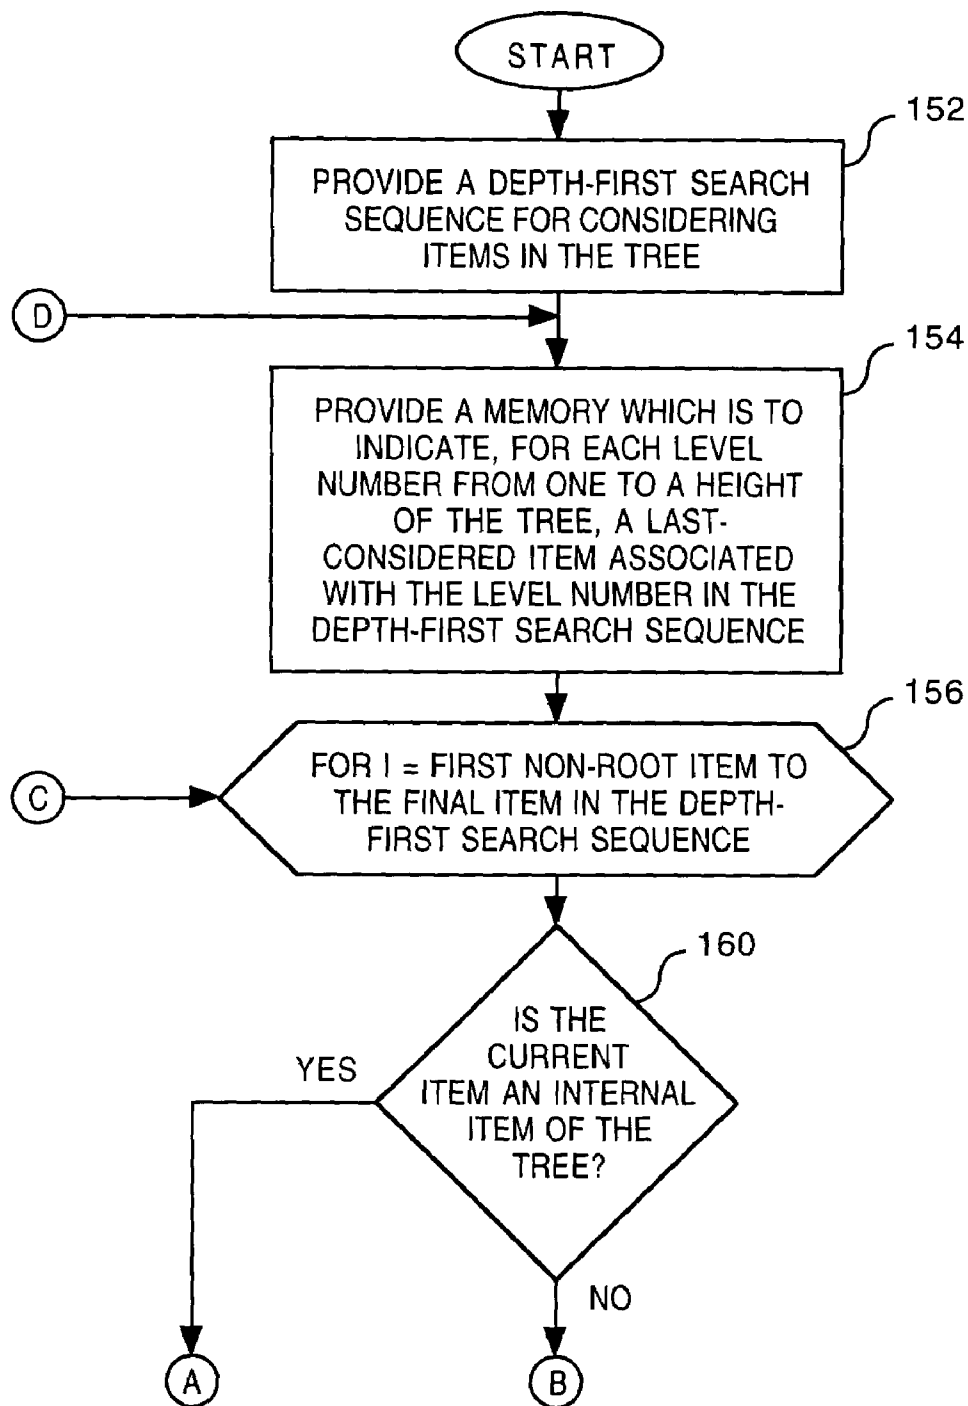 START
152
PROVIDE A DEPTH-FIRST SEARCH
SEQUENCE FOR CONSIDERING
ITEMS IN THE TREE
D
154
PROVIDE A MEMORY WHICH IS TO
INDICATE, FOR EACH LEVEL
NUMBER FROM ONE TO A HEIGHT
OF THE TREE, A LAST-
CONSIDERED ITEM ASSOCIATED
WITH THE LEVEL NUMBER IN THE
DEPTH-FIRST SEARCH SEQUENCE
156
FOR I = FIRST NON-ROOT ITEM TO
THE FINAL ITEM IN THE DEPTH-
FIRST SEARCH SEQUENCE
C
160
IS THE
CURRENT
ITEM AN INTERNAL
ITEM OF THE
TREE?
YES
NO
A
B